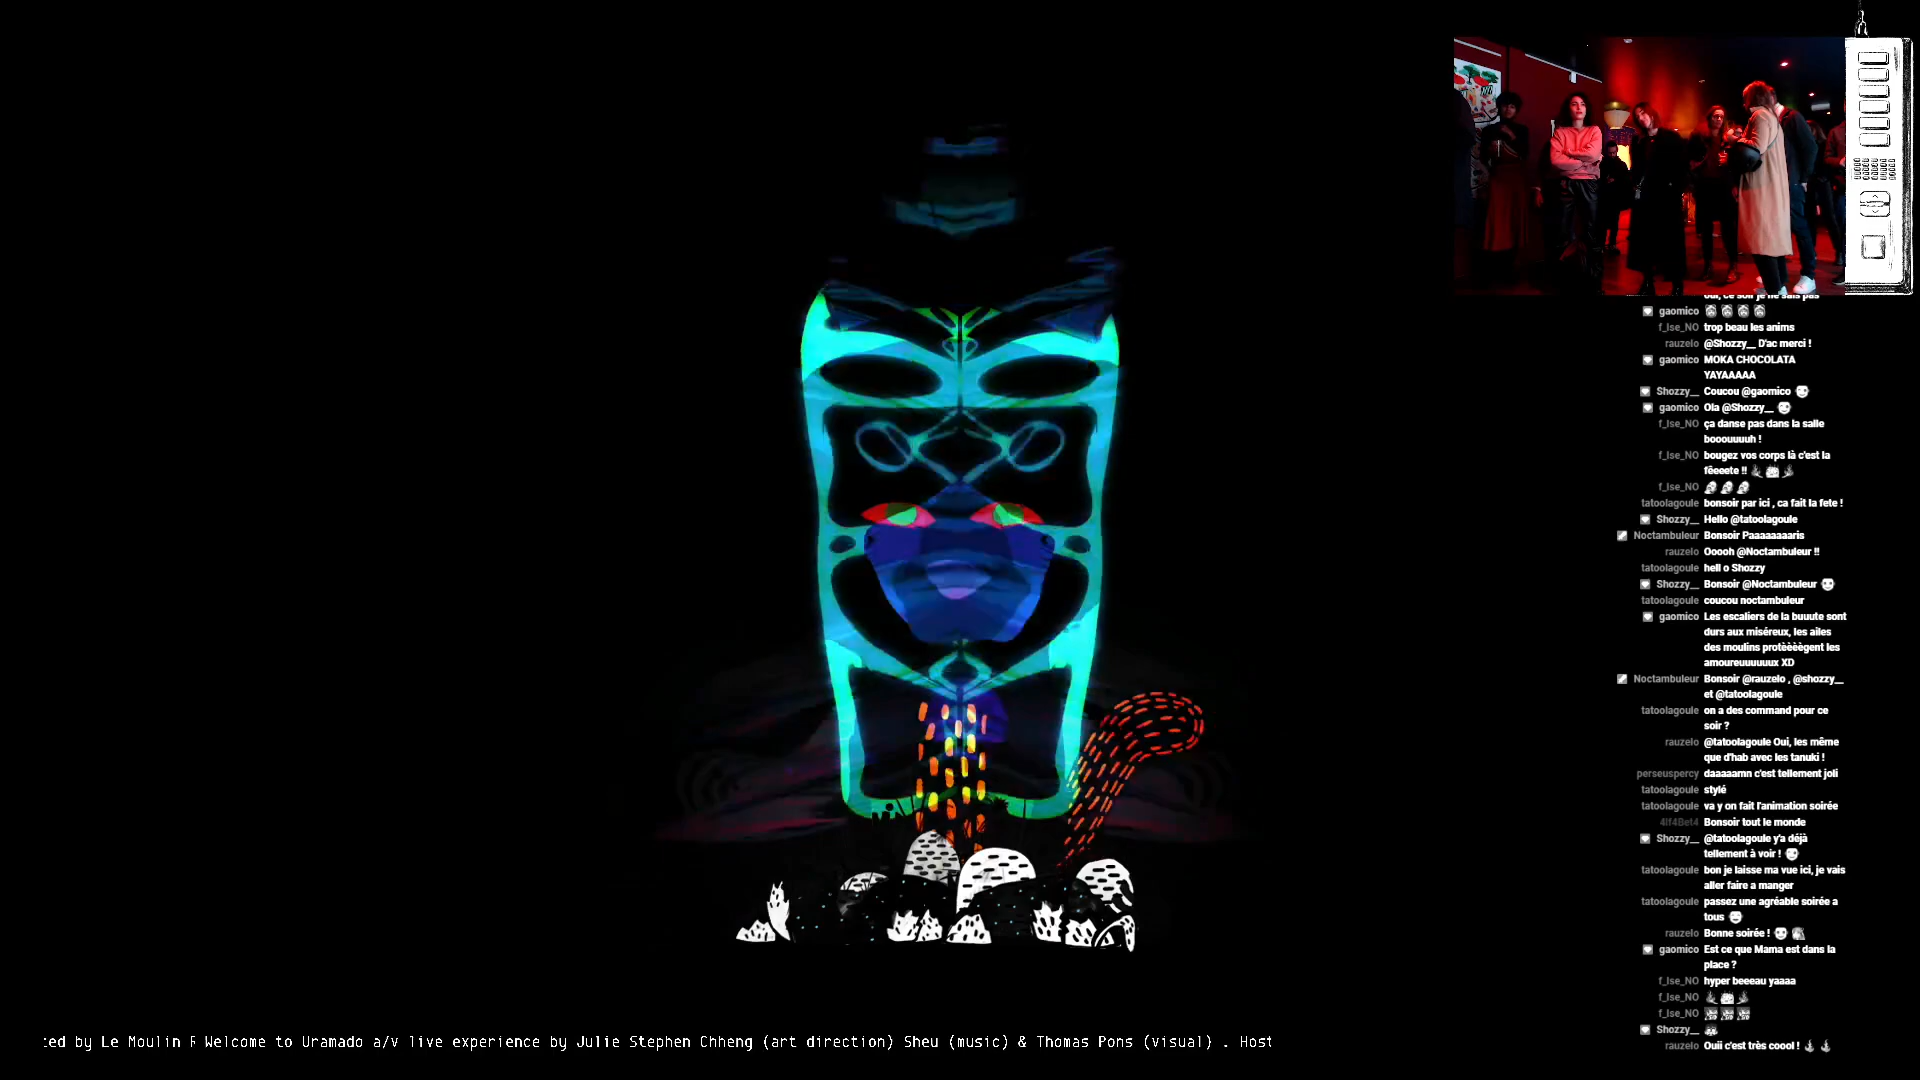 Oui, ce soir je ne sais pas
gaomico
f_lse_NO trop beau les anims
rauzelo @Shozzy__ D'ac merci !
gaomico MOKA CHOCOLATA
YAYAAAAA
Shozzy__ Coucou @gaomico
gaomico Ola @Shozzy__
f_lse_NO ça danse pas dans la salle
booouuuuh !
f_lse_NO bougez vos corps là c'est la
fêeeete !!
f_lse_NO
tatoolagoule bonsoir par ici , ca fait la fete !
Shozzy__ Hello @tatoolagoule
Noctambuleur Bonsoir Paaaaaaaaris
rauzelo Ooooh @Noctambuleur !!
tatoolagoule hell o Shozzy
Shozzy__ Bonsoir @Noctambuleur
tatoolagoule coucou noctambuleur
gaomico Les escaliers de la buuute sont
durs aux miséreux, les ailes
des moulins protèèèègent les
amoureuuuuuux XD
Noctambuleur Bonsoir @rauzelo , @shozzy__
et @tatoolagoule
tatoolagoule on a des command pour ce
soir ?
rauzelo @tatoolagoule Oui, les même
que d'hab avec les tanuki !
perseuspercy daaaaamn c'est tellement joli
tatoolagoule stylé
tatoolagoule va y on fait l'animation soirée
4lf4Bet4 Bonsoir tout le monde
Shozzy__ @tatoolagoule y'a déjà
tellement à voir !
tatoolagoule bon je laisse ma vue ici, je vais
aller faire a manger
tatoolagoule passez une agréable soirée a
tous
rauzelo Bonne soirée !
gaomico Est ce que Mama est dans la
place ?
f_lse_NO hyper beeeau yaaaa
f_lse_NO
f_lse_NO
Shozzy__
rauzelo Ouii c'est très coool !
ted by Le Moulin R Welcome to Uramado a/v live experience by Julie Stephen Chheng (art direction) Sheu (music) & Thomas Pons (visual) . Host